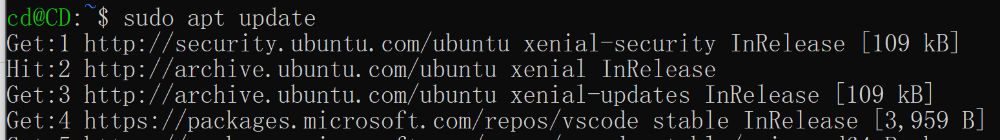 cd@CD:~$ sudo apt update
Get:1 http://security.ubuntu.com/ubuntu xenial-security InRelease [109 kB]
Hit:2 http://archive.ubuntu.com/ubuntu xenial InRelease
Get:3 http://archive.ubuntu.com/ubuntu xenial-updates InRelease [109 kB]
Get:4 https://packages.microsoft.com/repos/vscode stable InRelease [3,959 B]